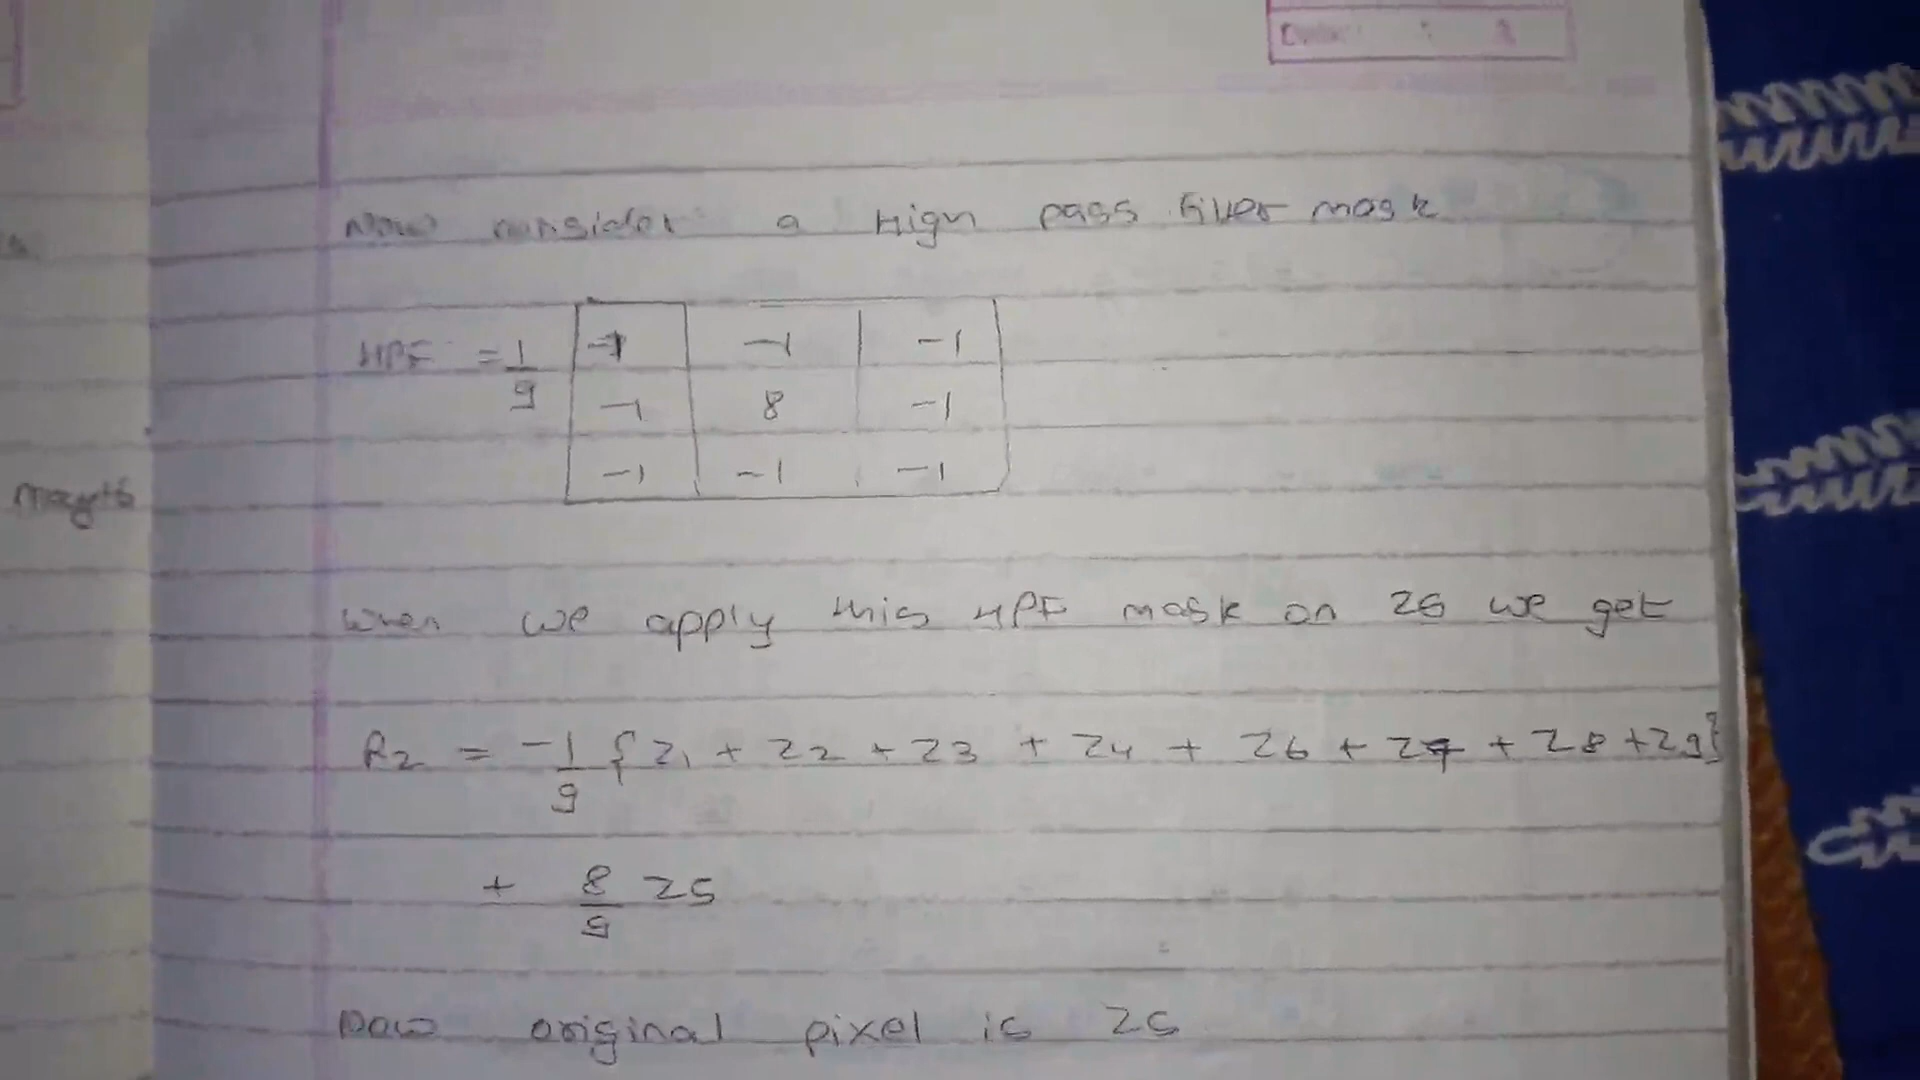 Date:
Now consider a High pass filter mask
HPF = 1/9
-1 -1 -1
-1 8 -1
-1 -1 -1
When we apply this HPF mask on Z5 we get
R2 = -1/9 { Z1 + Z2 + Z3 + Z4 + Z6 + Z7 + Z8 + Z9 }
+ 8/9 Z5
Now original pixel is Z5